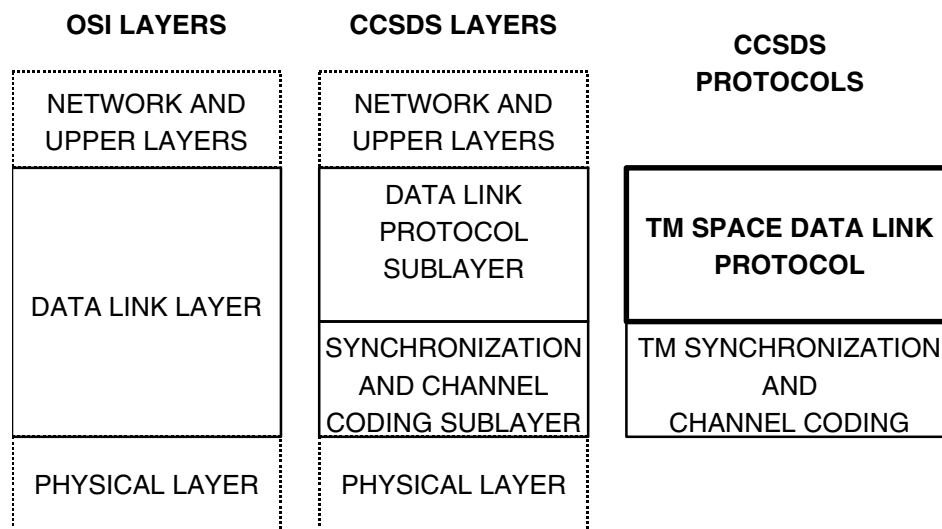 OSI LAYERS
NETWORK AND
UPPER LAYERS
DATA LINK LAYER
PHYSICAL LAYER
CCSDS LAYERS
NETWORK AND
UPPER LAYERS
DATA LINK
PROTOCOL
SUBLAYER
SYNCHRONIZATION
AND CHANNEL
CODING SUBLAYER
PHYSICAL LAYER
CCSDS
PROTOCOLS
TM SPACE DATA LINK
PROTOCOL
TM SYNCHRONIZATION
AND
CHANNEL CODING